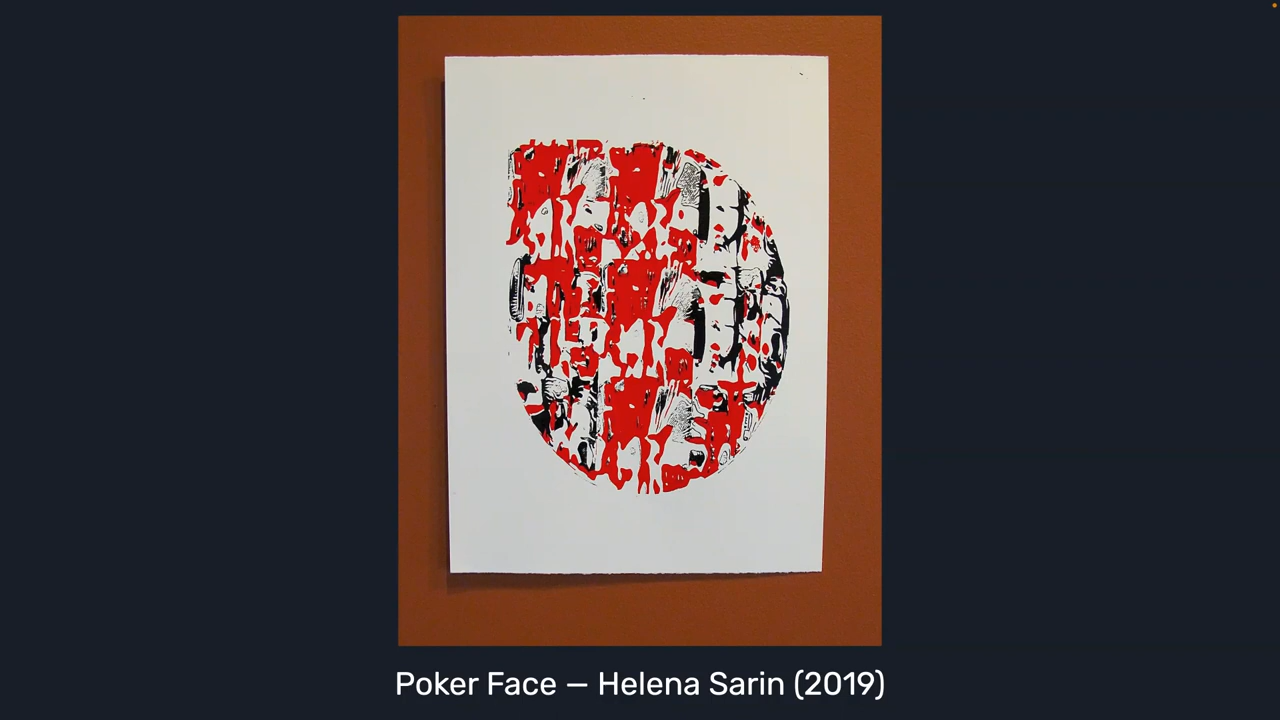 Poker Face — Helena Sarin (2019)